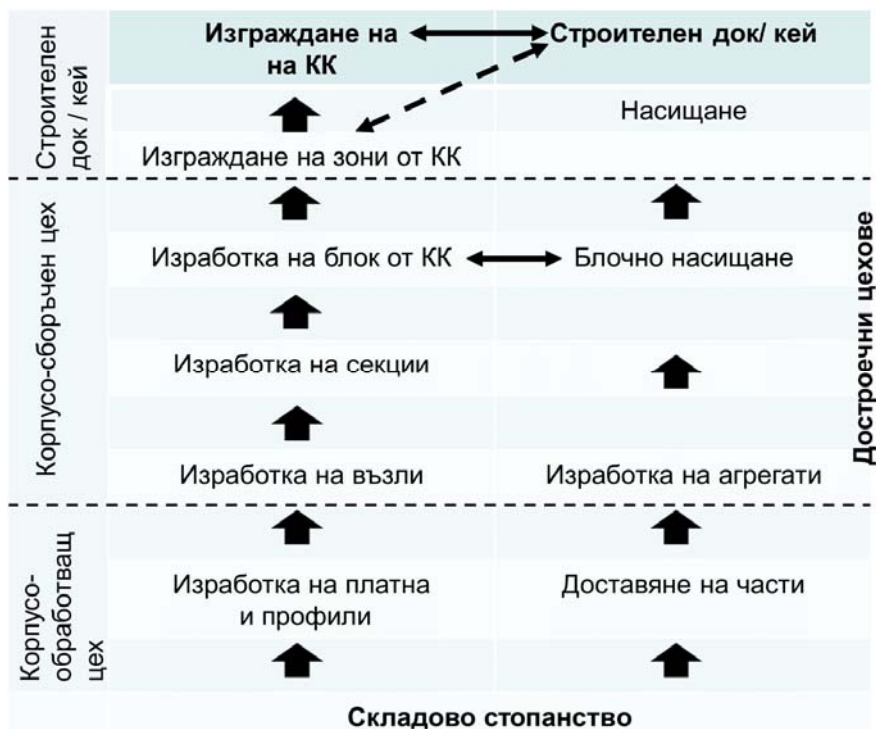 Изграждане на
на КК
Строителен док/ кей
Строителен
док / кей
Насищане
Изграждане на зони от КК
Корпусо-сборъчен цех
Изработка на блок от КК
Блочно насищане
Достроечни цехове
Изработка на секции
Изработка на възли
Изработка на агрегати
Корпусо-
обработващ
цех
Изработка на платна
и профили
Доставяне на части
Складово стопанство